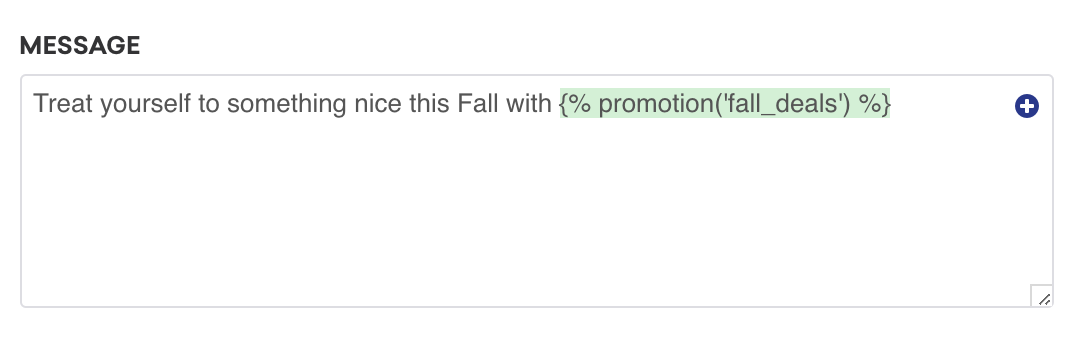 MESSAGE
Treat yourself to something nice this Fall with {% promotion('fall_deals') %}